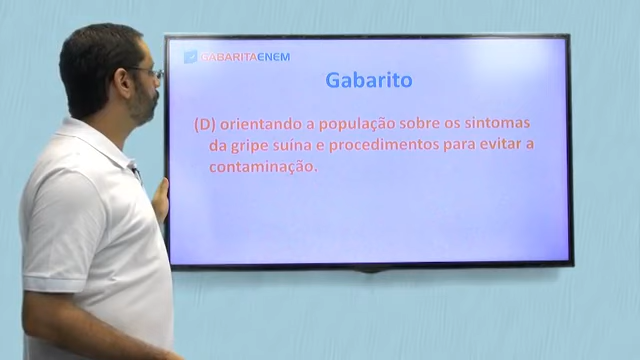 GABARITAENEM
Gabarito
(D) orientando a população sobre os sintomas
da gripe suína e procedimentos para evitar a
contaminação.